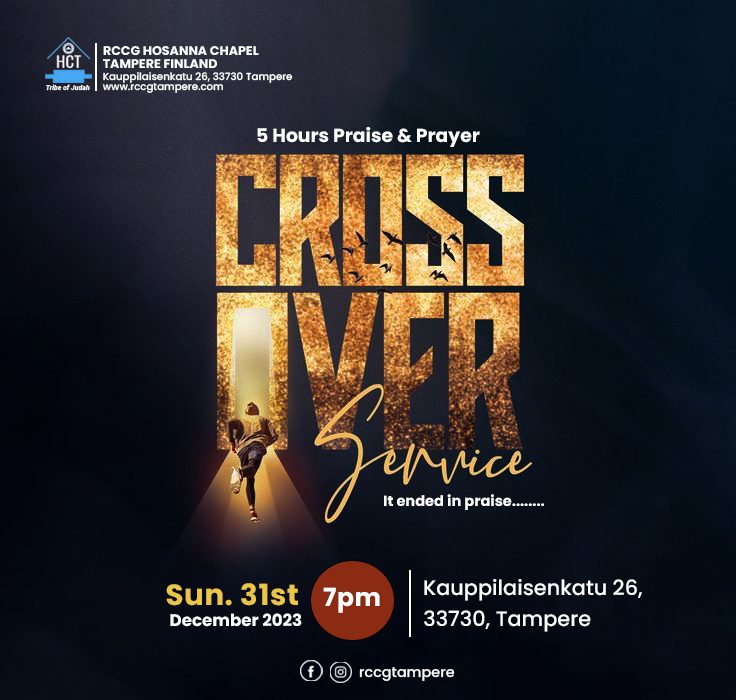 HCT
Tribe of Judah
RCCG HOSANNA CHAPEL
TAMPERE FINLAND
Kauppilaisenkatu 26, 33730 Tampere
www.rccgtampere.com
5 Hours Praise & Prayer
CROSS
OVER
Service
It ended in praise........
Sun. 31st
December 2023
7pm
Kauppilaisenkatu 26,
33730, Tampere
rccgtampere